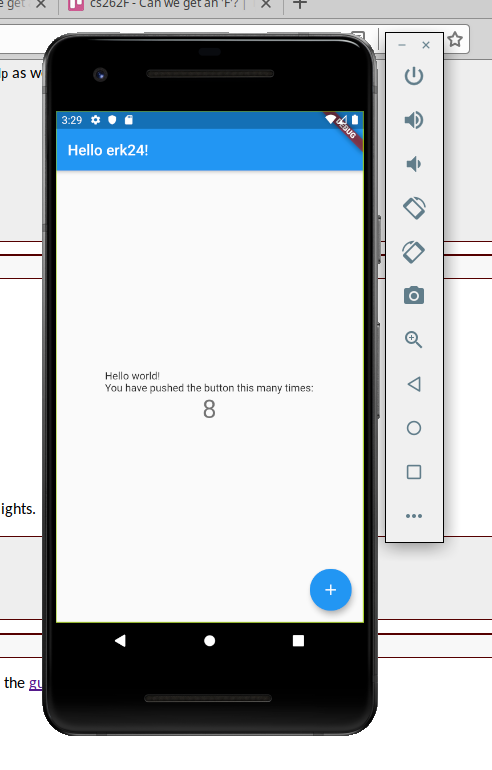 e get
cs262F - Can we get an 'F'? |
lp as w
3:29
DEBUG
Hello erk24!
Hello world!
You have pushed the button this many times:
8
ights.
the gu